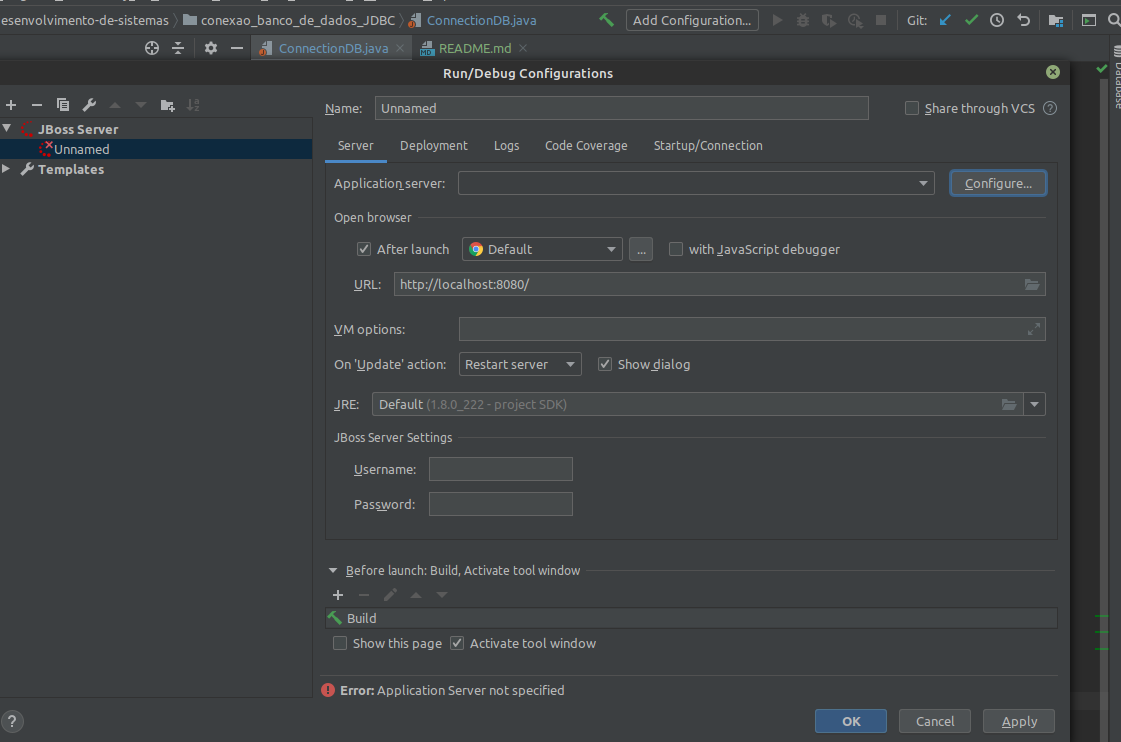 esenvolvimento-de-sistemas conexao_banco_de_dados_JDBC ConnectionDB.java Add Configuration... Git:
ConnectionDB.java README.md
Run/Debug Configurations
Database
Name: Unnamed Share through VCS ?
JBoss Server
Unnamed
Templates
Server Deployment Logs Code Coverage Startup/Connection
Application server: Configure...
Open browser
After launch Default ... with JavaScript debugger
URL: http://localhost:8080/
VM options:
On 'Update' action: Restart server Show dialog
JRE: Default (1.8.0_222 - project SDK)
JBoss Server Settings
Username:
Password:
Before launch: Build, Activate tool window
Build
Show this page Activate tool window
Error: Application Server not specified
? OK Cancel Apply